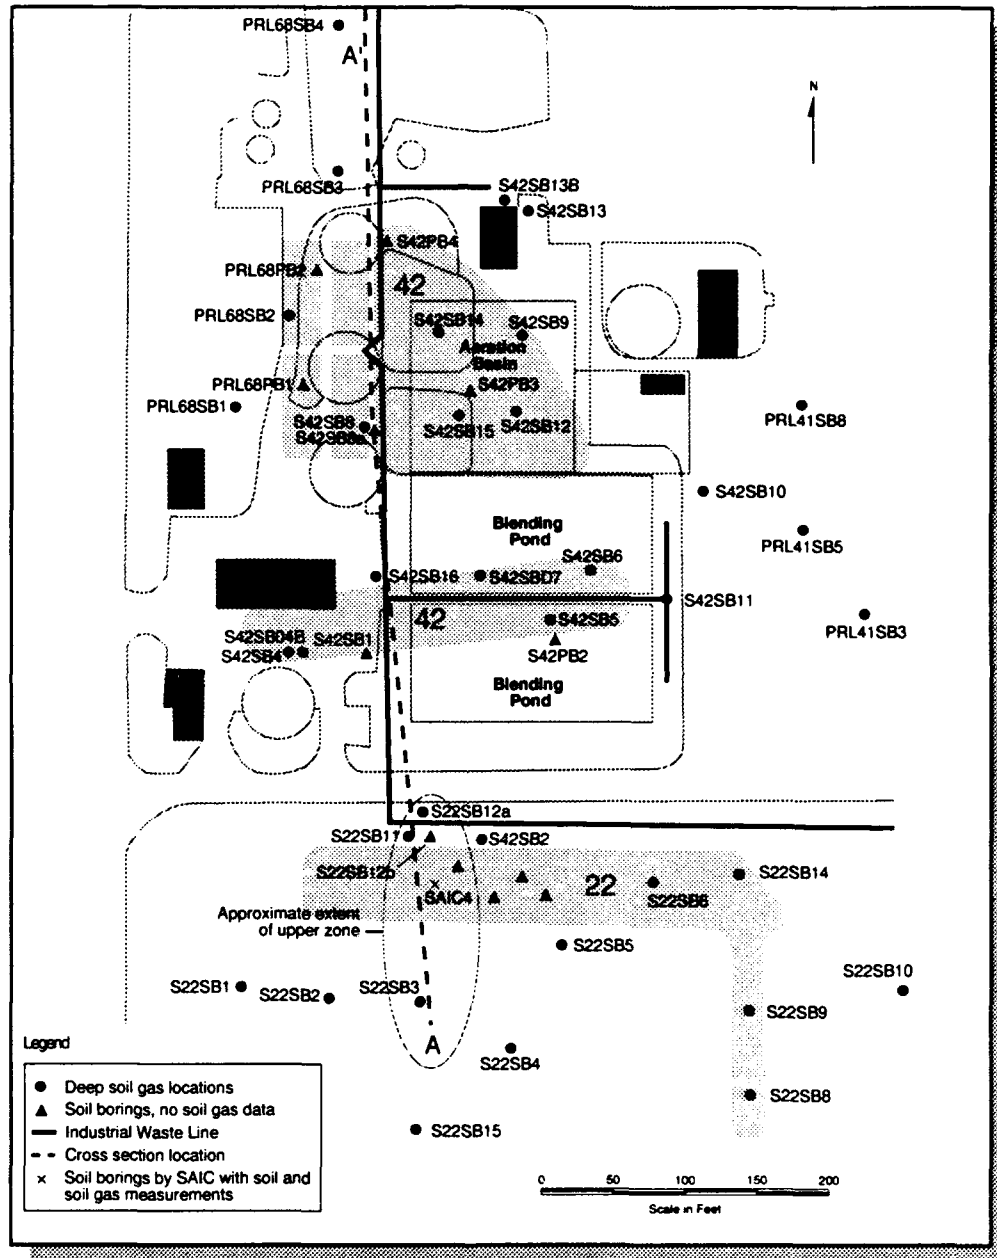 PRL68SB4
A'
N
PRL68SB3
S42SB13B
S42SB13
S42PB4
PRL68PB2
42
PRL68SB2
S42SB14
S42SB9
Aeration
Basin
PRL68PB1
S42PB3
PRL68SB1
PRL41SB8
S42SB8
S42SB8a
S42SB15
S42SB12
S42SB10
Blending
Pond
PRL41SB5
S42SB6
S42SB16
S42SBD7
S42SB11
42
S42SB5
PRL41SB3
S42SB04B
S42SB1
S42SB4
S42PB2
Blending
Pond
S22SB12a
S22SB11
S42SB2
S22SB12b
S22SB14
22
SAIC4
S22SB6
Approximate extent
of upper zone
S22SB5
S22SB10
S22SB1
S22SB2
S22SB3
S22SB9
A
S22SB4
S22SB8
S22SB15
Legend
Deep soil gas locations
Soil borings, no soil gas data
Industrial Waste Line
Cross section location
Soil borings by SAIC with soil and
soil gas measurements
0 50 100 150 200
Scale in Feet